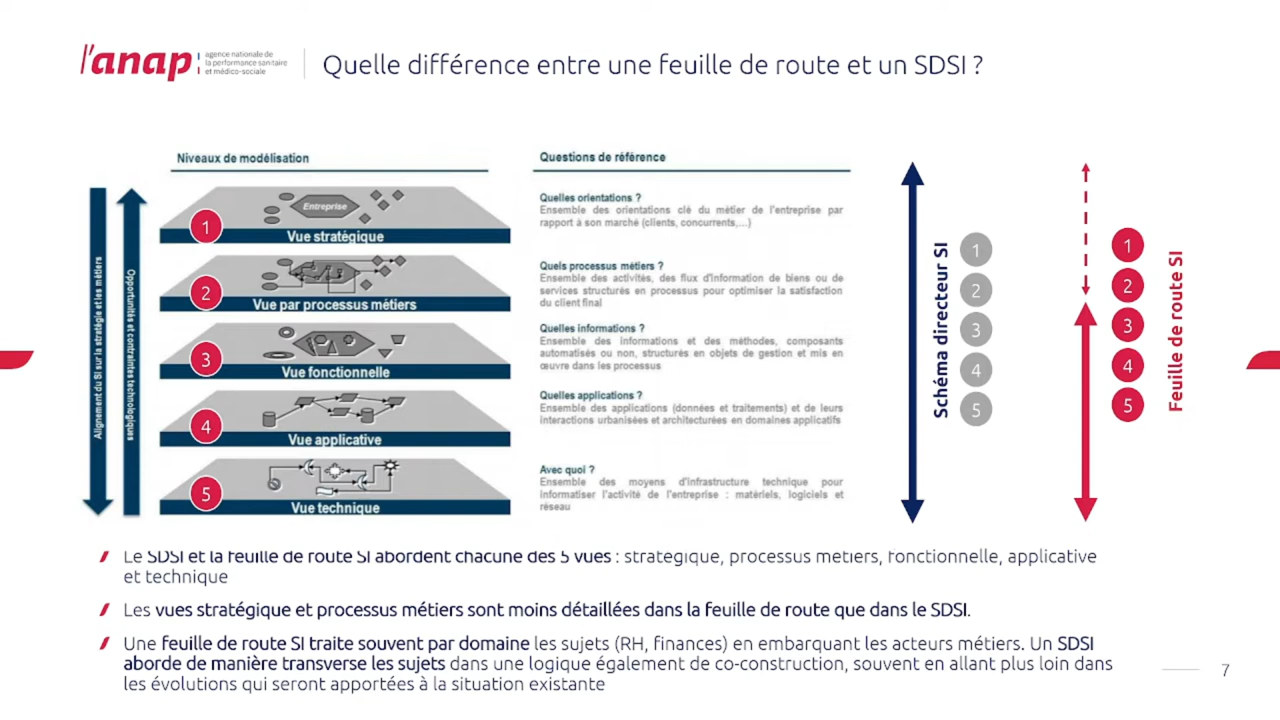 l'anap
agence nationale de
la performance sanitaire
et médico-sociale
Quelle différence entre une feuille de route et un SDSI ?
Niveaux de modélisation
Questions de référence
Alignement du SI sur la stratégie et les métiers
Opportunités et contraintes technologiques
Entreprise
1
Vue stratégique
Quelles orientations ?
Ensemble des orientations clé du métier de l'entreprise par
rapport à son marché (clients, concurrents,...)
2
Vue par processus métiers
Quels processus métiers ?
Ensemble des activités, des flux d'information de biens ou de
services structurés en processus pour optimiser la satisfaction
du client final
3
Vue fonctionnelle
Quelles informations ?
Ensemble des informations et des méthodes, composants
automatisés ou non, structurés en objets de gestion et mis en
œuvre dans les processus
4
Vue applicative
Quelles applications ?
Ensemble des applications (données et traitements) et de leurs
interactions urbanisées et architecturées en domaines applicatifs
5
Vue technique
Avec quoi ?
Ensemble des moyens d'infrastructure technique pour
informatiser l'activité de l'entreprise : matériels, logiciels et
réseau
Schéma directeur SI
1
2
3
4
5
1
2
3
4
5
Feuille de route SI
Le SDSI et la feuille de route SI abordent chacune des 5 vues : stratégique, processus métiers, fonctionnelle, applicative
et technique
Les vues stratégique et processus métiers sont moins détaillées dans la feuille de route que dans le SDSI.
Une feuille de route SI traite souvent par domaine les sujets (RH, finances) en embarquant les acteurs métiers. Un SDSI
aborde de manière transverse les sujets dans une logique également de co-construction, souvent en allant plus loin dans
les évolutions qui seront apportées à la situation existante
7